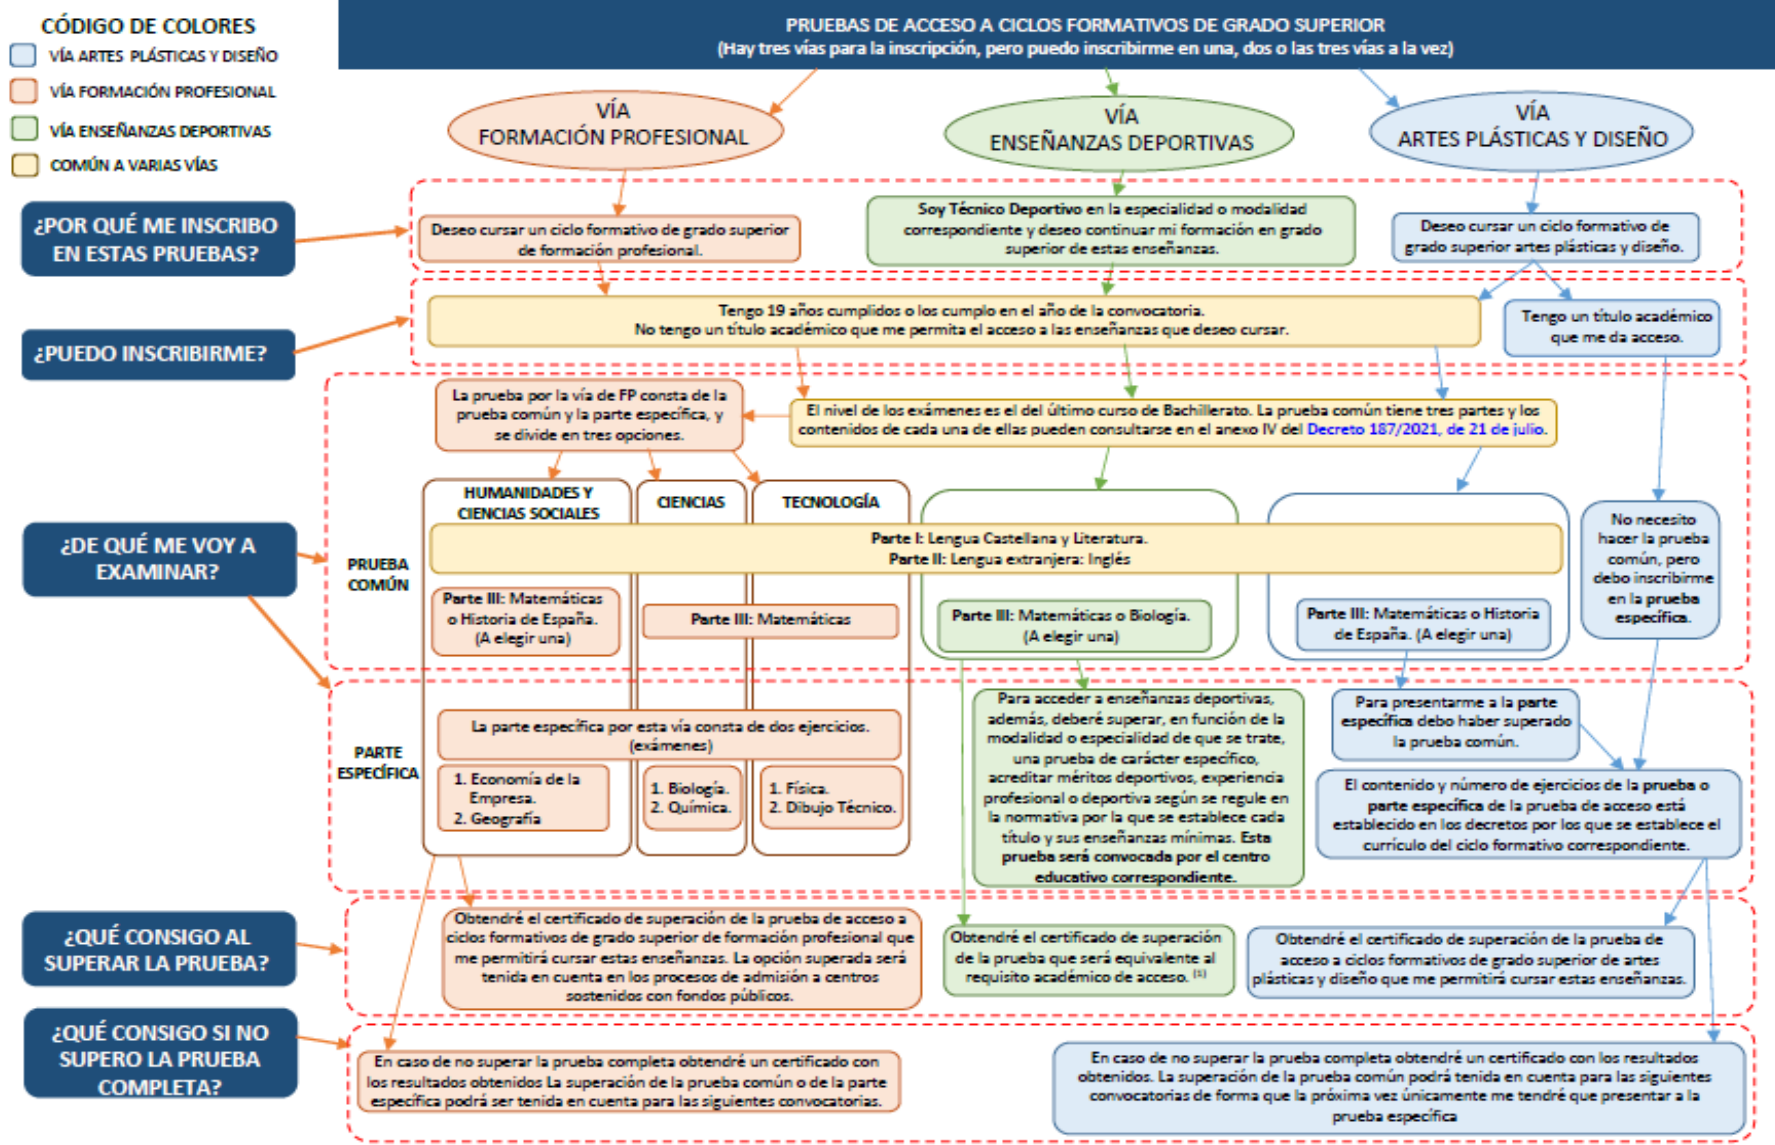 CÓDIGO DE COLORES
VÍA ARTES PLÁSTICAS Y DISEÑO
VÍA FORMACIÓN PROFESIONAL
VÍA ENSEÑANZAS DEPORTIVAS
COMÚN A VARIAS VÍAS
PRUEBAS DE ACCESO A CICLOS FORMATIVOS DE GRADO SUPERIOR
(Hay tres vías para la inscripción, pero puedo inscribirme en una, dos o las tres vías a la vez)
VÍA
FORMACIÓN PROFESIONAL
VÍA
ENSEÑANZAS DEPORTIVAS
VÍA
ARTES PLÁSTICAS Y DISEÑO
¿POR QUÉ ME INSCRIBO
EN ESTAS PRUEBAS?
Deseo cursar un ciclo formativo de grado superior
de formación profesional.
Soy Técnico Deportivo en la especialidad o modalidad
correspondiente y deseo continuar mi formación en grado
superior de estas enseñanzas.
Deseo cursar un ciclo formativo de
grado superior artes plásticas y diseño.
¿PUEDO INSCRIBIRME?
Tengo 19 años cumplidos o los cumplo en el año de la convocatoria.
No tengo un título académico que me permita el acceso a las enseñanzas que deseo cursar.
Tengo un título académico
que me da acceso.
¿DE QUÉ ME VOY A
EXAMINAR?
PRUEBA
COMÚN
La prueba por la vía de FP consta de la
prueba común y la parte específica, y
se divide en tres opciones.
El nivel de los exámenes es el del último curso de Bachillerato. La prueba común tiene tres partes y los
contenidos de cada una de ellas pueden consultarse en el anexo IV del Decreto 187/2021, de 21 de julio.
HUMANIDADES Y
CIENCIAS SOCIALES
CIENCIAS
TECNOLOGÍA
Parte I: Lengua Castellana y Literatura.
Parte II: Lengua extranjera: Inglés
Parte III: Matemáticas
o Historia de España.
(A elegir una)
Parte III: Matemáticas
Parte III: Matemáticas o Biología.
(A elegir una)
Parte III: Matemáticas o Historia
de España. (A elegir una)
No necesito
hacer la prueba
común, pero
debo inscribirme
en la prueba
específica.
PARTE
ESPECÍFICA
La parte específica por esta vía consta de dos ejercicios.
(exámenes)
1. Economía de la
Empresa.
2. Geografía
1. Biología.
2. Química.
1. Física.
2. Dibujo Técnico.
Para acceder a enseñanzas deportivas,
además, deberé superar, en función de la
modalidad o especialidad de que se trate,
una prueba de carácter específico,
acreditar méritos deportivos, experiencia
profesional o deportiva según se regule en
la normativa por la que se establece cada
título y sus enseñanzas mínimas. Esta
prueba será convocada por el centro
educativo correspondiente.
Para presentarme a la parte
específica debo haber superado
la prueba común.
El contenido y número de ejercicios de la prueba o
parte específica de la prueba de acceso está
establecido en los decretos por los que se establece el
currículo del ciclo formativo correspondiente.
¿QUÉ CONSIGO AL
SUPERAR LA PRUEBA?
Obtendré el certificado de superación de la prueba de acceso a
ciclos formativos de grado superior de formación profesional que
me permitirá cursar estas enseñanzas. La opción superada será
tenida en cuenta en los procesos de admisión a centros
sostenidos con fondos públicos.
Obtendré el certificado de superación
de la prueba que será equivalente al
requisito académico de acceso. (1)
Obtendré el certificado de superación de la prueba de
acceso a ciclos formativos de grado superior de artes
plásticas y diseño que me permitirá cursar estas enseñanzas.
¿QUÉ CONSIGO SI NO
SUPERO LA PRUEBA
COMPLETA?
En caso de no superar la prueba completa obtendré un certificado con
los resultados obtenidos La superación de la prueba común o de la parte
específica podrá ser tenida en cuenta para las siguientes convocatorias.
En caso de no superar la prueba completa obtendré un certificado con los resultados
obtenidos. La superación de la prueba común podrá tenida en cuenta para las siguientes
convocatorias de forma que la próxima vez únicamente me tendré que presentar a la
prueba específica